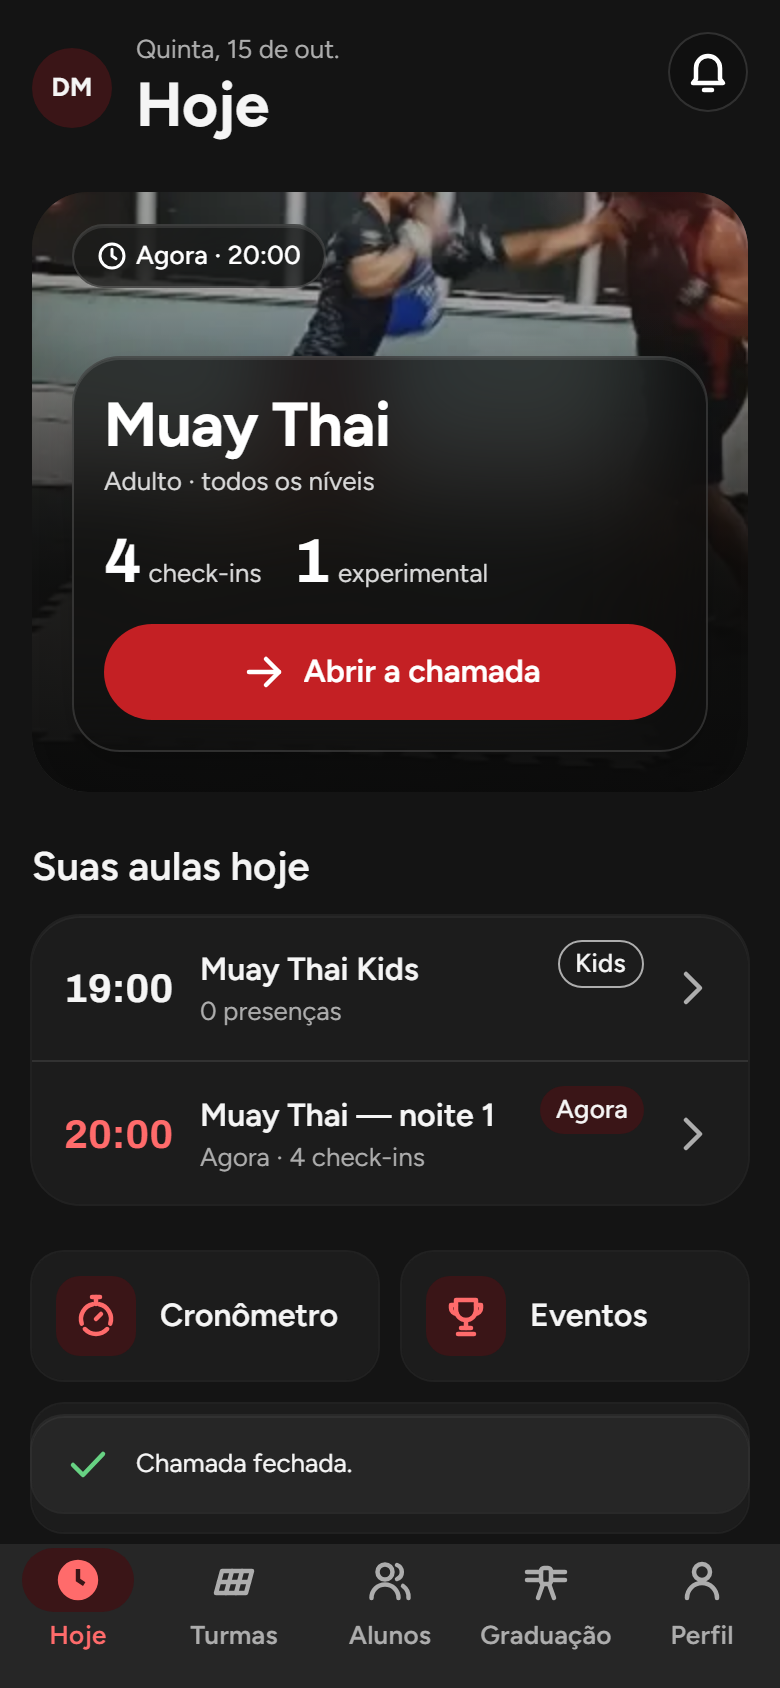 DM
Quinta, 15 de out.
Hoje
Agora · 20:00
Muay Thai
Adulto · todos os níveis
4 check-ins 1 experimental
Abrir a chamada
Suas aulas hoje
19:00 Muay Thai Kids Kids
0 presenças
20:00 Muay Thai — noite 1 Agora
Agora · 4 check-ins
Cronômetro Eventos
Chamada fechada.
Hoje Turmas Alunos Graduação Perfil